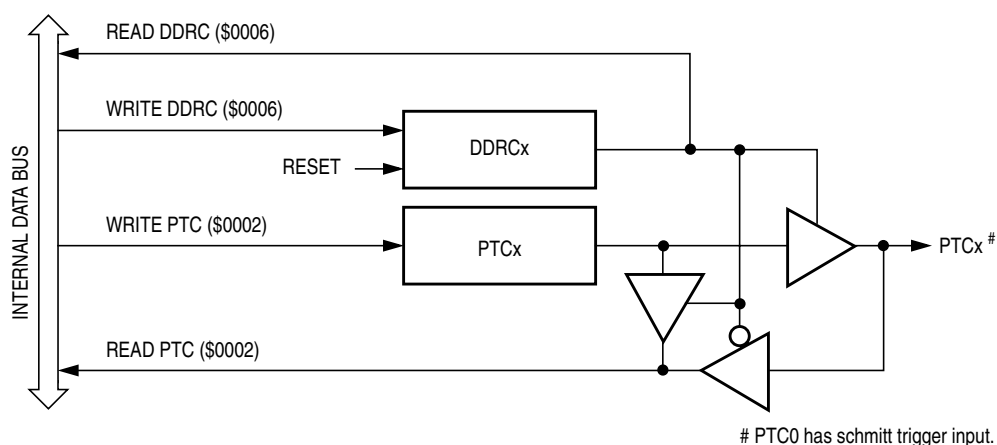 READ DDRC ($0006)
WRITE DDRC ($0006)
DDRCx
RESET
INTERNAL DATA BUS
WRITE PTC ($0002)
PTCx
PTCx #
READ PTC ($0002)
# PTC0 has schmitt trigger input.